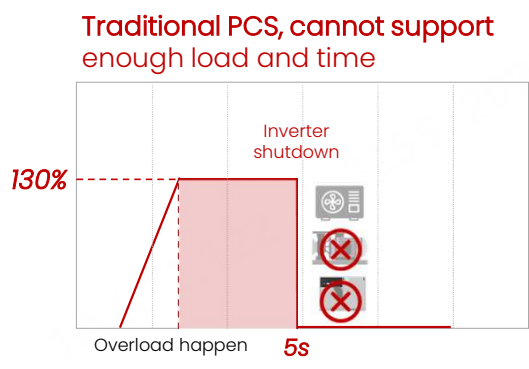 Traditional PCS, cannot support
enough load and time
Inverter
shutdown
130%
Overload happen
5s